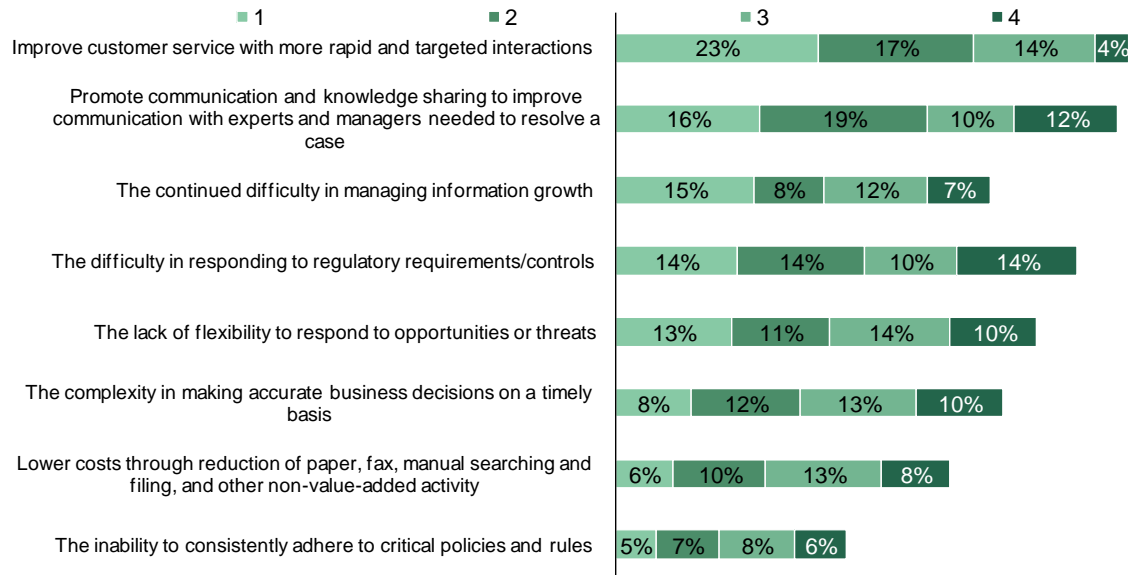 1 2 3 4
Improve customer service with more rapid and targeted interactions
23% 17% 14% 4%
Promote communication and knowledge sharing to improve
communication with experts and managers needed to resolve a
case
16% 19% 10% 12%
The continued difficulty in managing information growth
15% 8% 12% 7%
The difficulty in responding to regulatory requirements/controls
14% 14% 10% 14%
The lack of flexibility to respond to opportunities or threats
13% 11% 14% 10%
The complexity in making accurate business decisions on a timely
basis
8% 12% 13% 10%
Lower costs through reduction of paper, fax, manual searching and
filing, and other non-value-added activity
6% 10% 13% 8%
The inability to consistently adhere to critical policies and rules
5% 7% 8% 6%